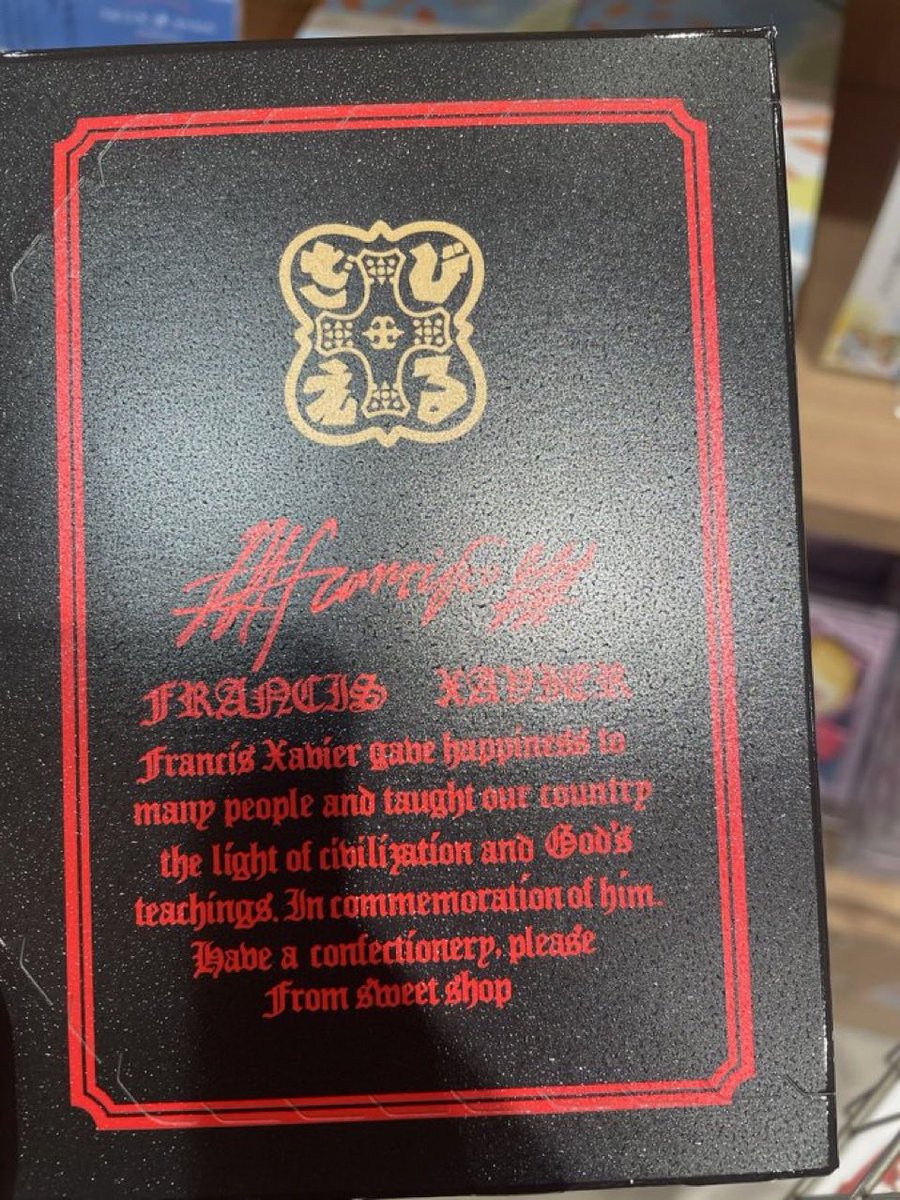 ざび
える
FRANCIS XAVIER
Francis Xavier gave happiness to
many people and taught our country
the light of civilization and God's
teachings. In commemoration of him.
Have a confectionery, please
From sweet shop